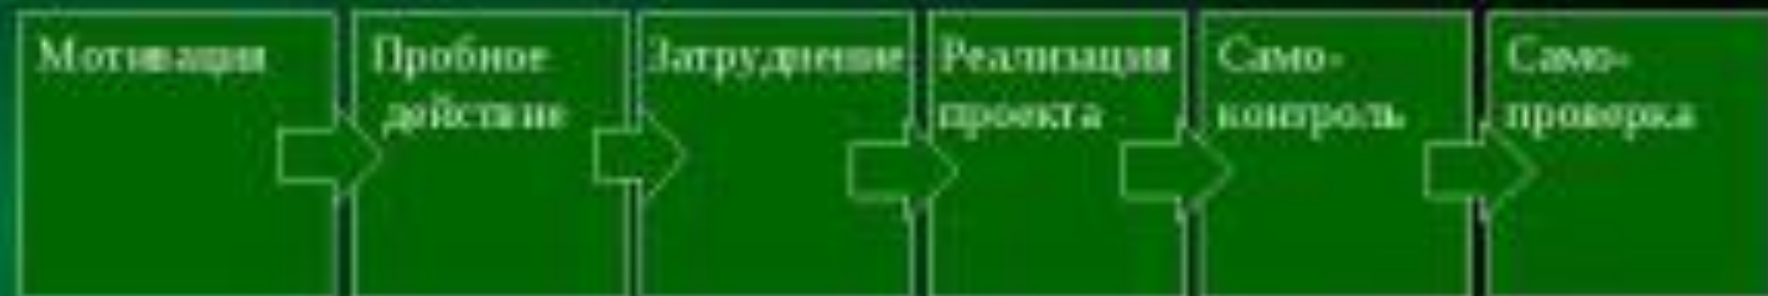 Мотивация
Пробное
действие
Затруднение
Реализация
проекта
Само-
контроль
Само-
проверка